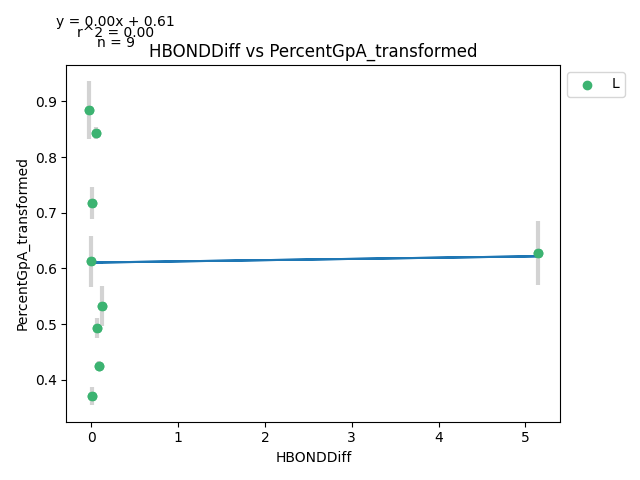 y = 0.00x + 0.61
r^2 = 0.00
n = 9
HBONDDiff vs PercentGpA_transformed
L
PercentGpA_transformed
0.9
0.8
0.7
0.6
0.5
0.4
0 1 2 3 4 5
HBONDDiff